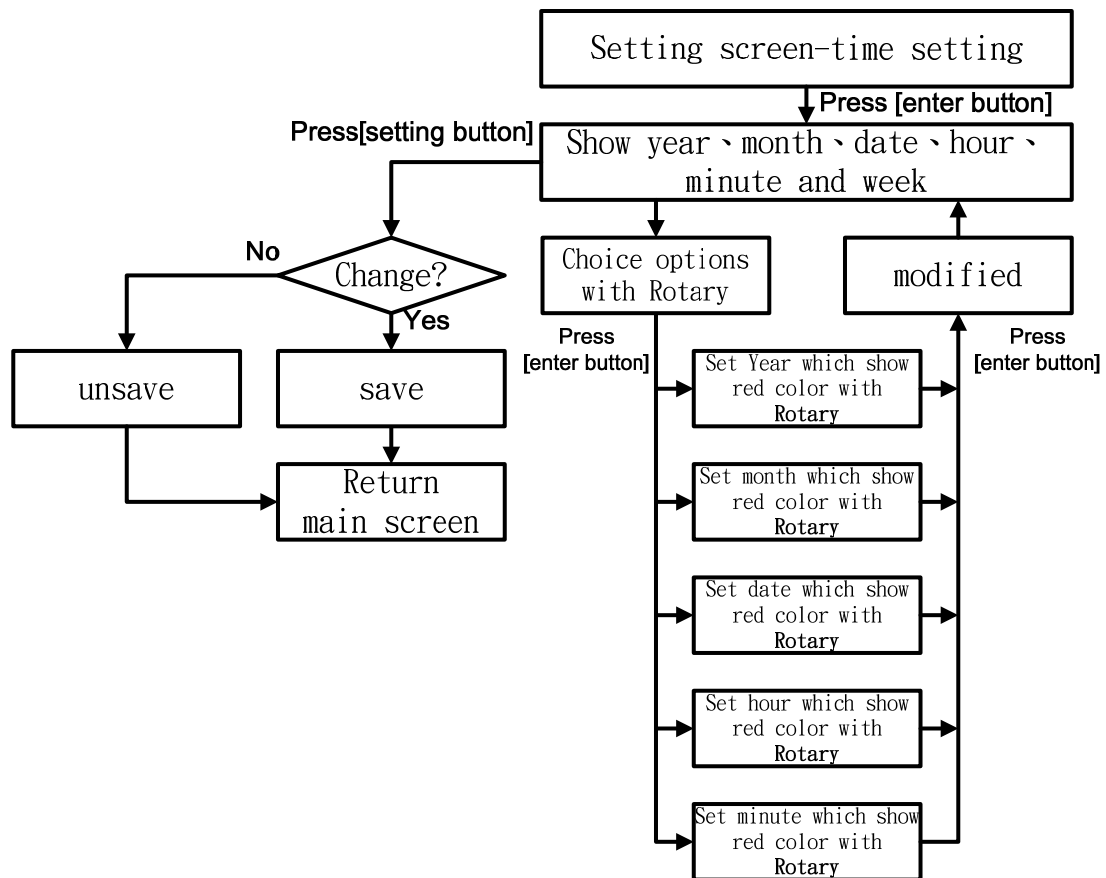 Setting screen-time setting
Press [enter button]
Press[setting button]
Show year、month、date、hour、
minute and week
No
Change?
Yes
Choice options
with Rotary
modified
Press
[enter button]
Press
[enter button]
unsave
save
Set Year which show
red color with
Rotary
Return
main screen
Set month which show
red color with
Rotary
Set date which show
red color with
Rotary
Set hour which show
red color with
Rotary
Set minute which show
red color with
Rotary